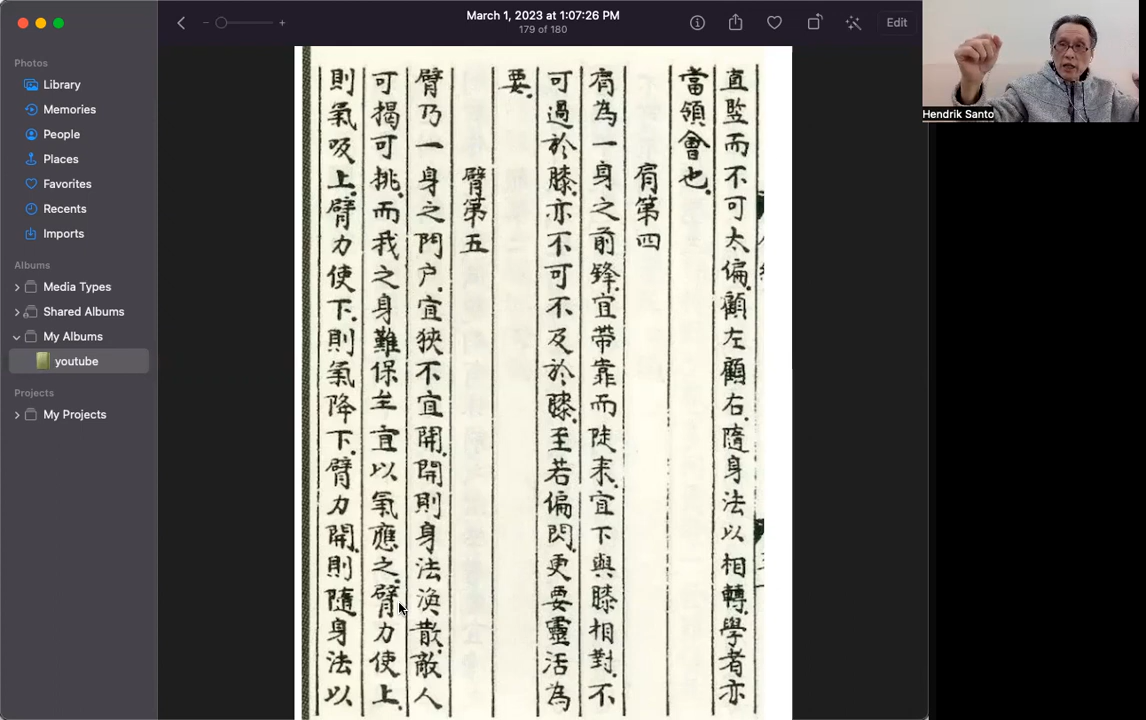 March 1, 2023 at 1:07:26 PM
179 of 180
Edit
Photos
Library
Memories
People
Places
Favorites
Recents
Imports
Albums
Media Types
Shared Albums
My Albums
youtube
Projects
My Projects
Hendrik Santo
直竪而不可太偏顧左顧右隨身法以相轉學者亦
當領會也
肩第四
肩為一身之前鋒宜带靠而陡来宜下與膝相對不
可過於膝亦不可不及於膝至若偏閃更要靈活為
要
臂第五
臂乃一身之門户宜狹不宜開開則身法渙散敵人
可揭可挑而我之身難保矣宜以氣應之臂力使上
則氣吸上臂力使下則氣降下臂力開則隨身法以